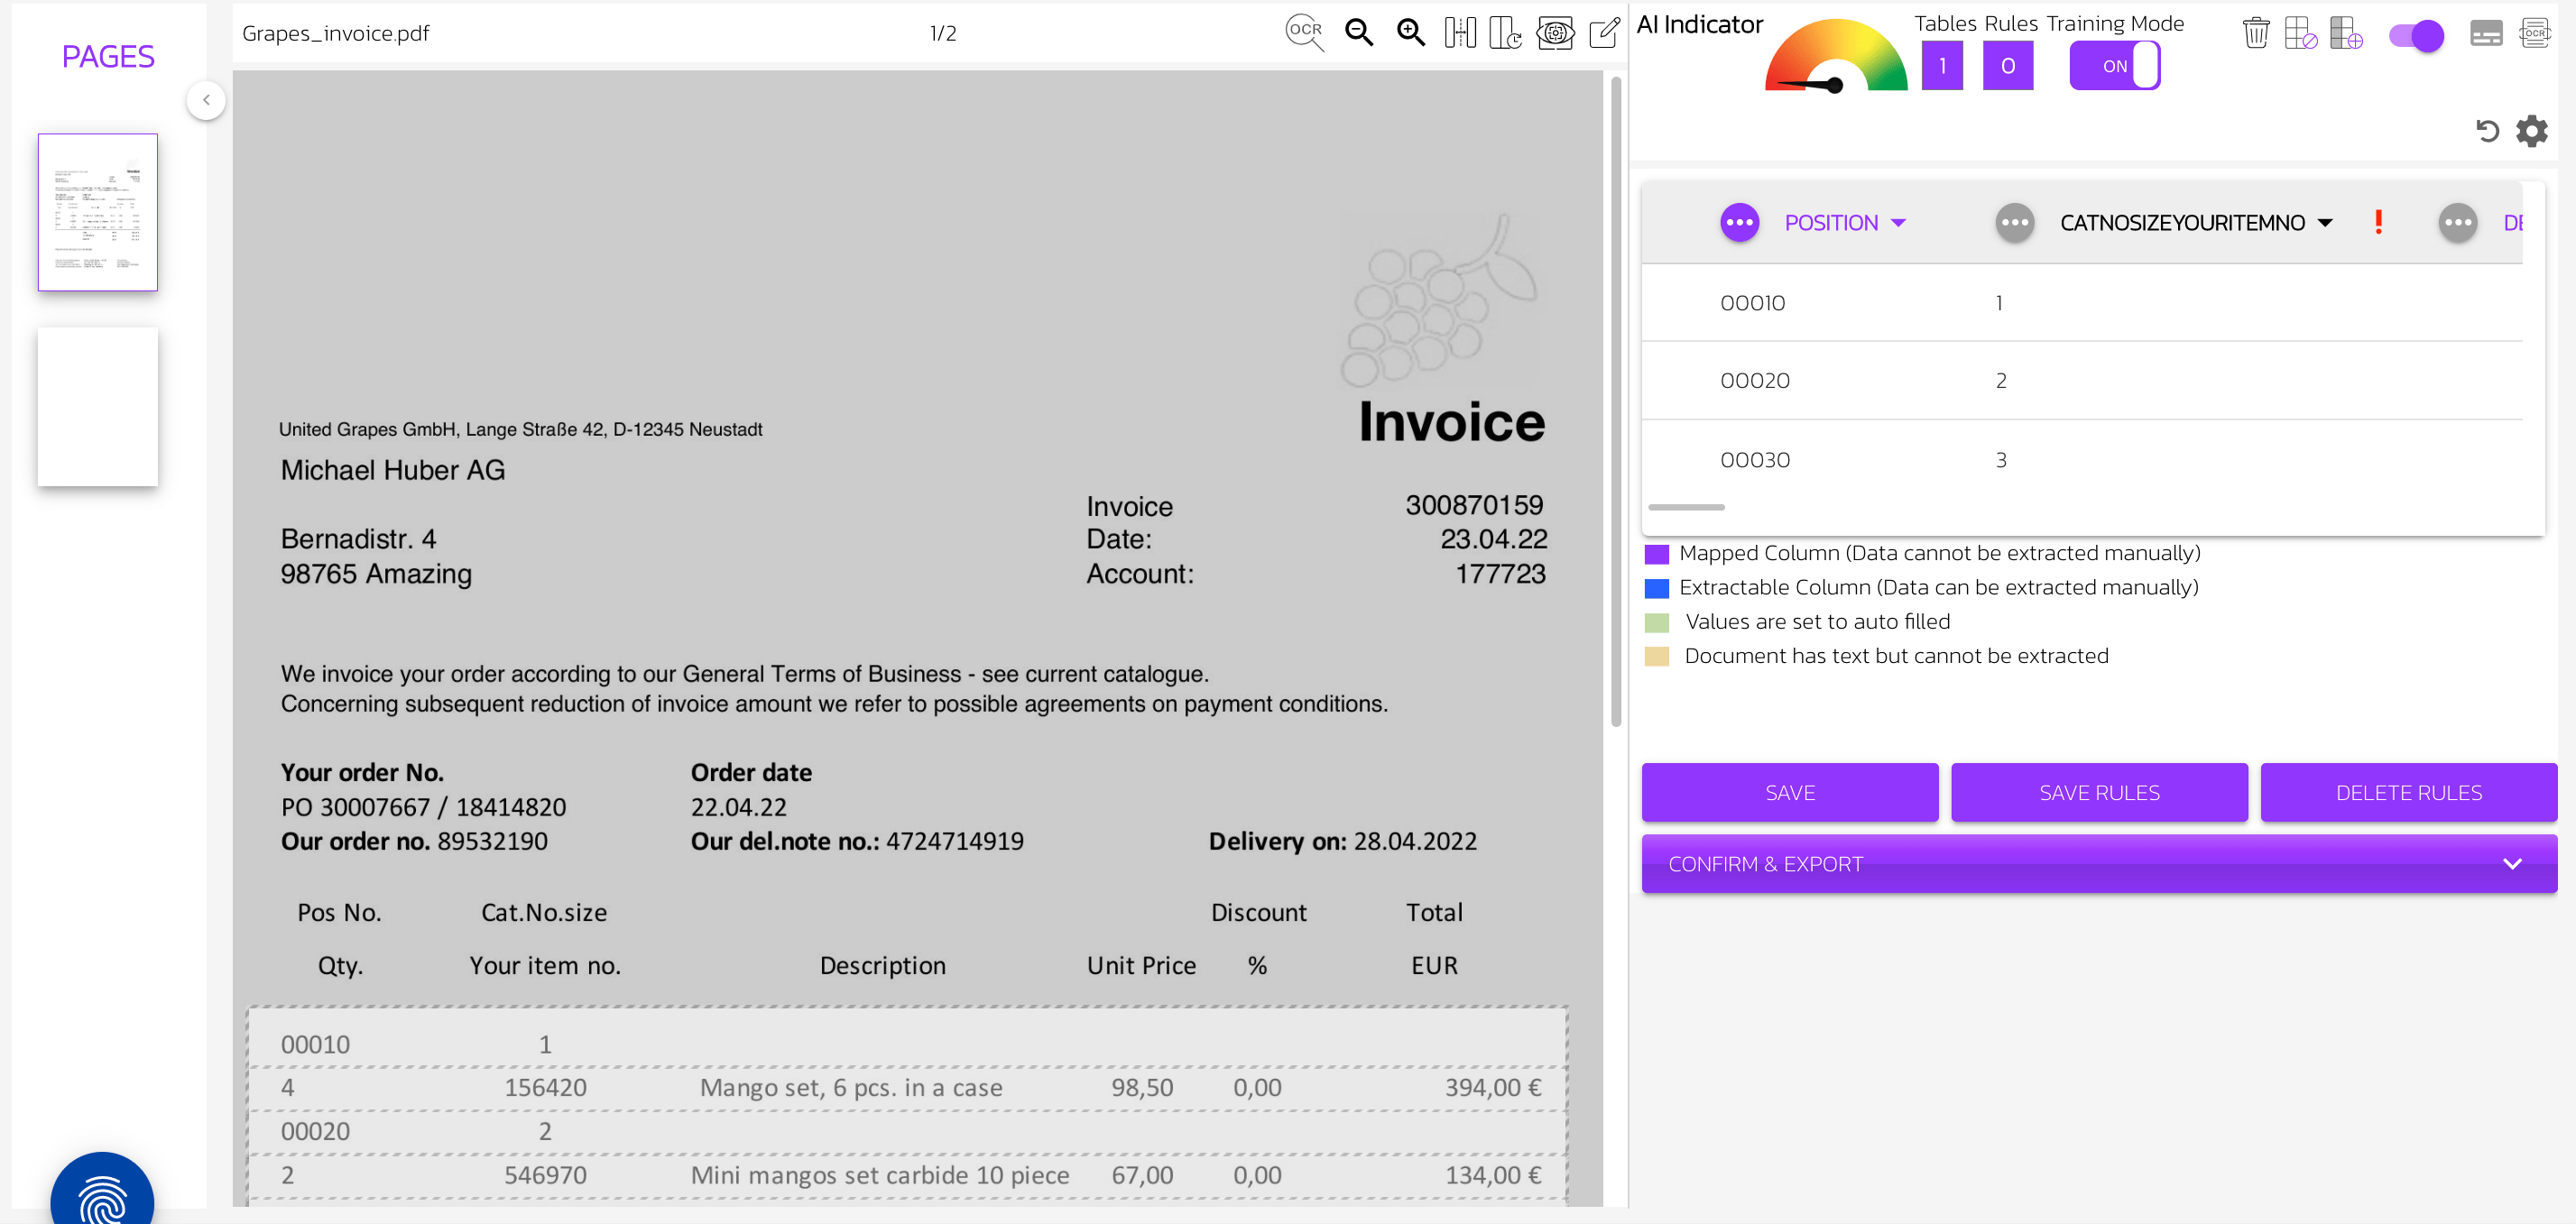 PAGES
Grapes_invoice.pdf
1/2
OCR
AI Indicator
Tables Rules Training Mode
1 0 ON
OCR
POSITION CATNOSIZEYOURITEMNO ! DE
00010 1
00020 2
00030 3
Mapped Column (Data cannot be extracted manually)
Extractable Column (Data can be extracted manually)
Values are set to auto filled
Document has text but cannot be extracted
SAVE SAVE RULES DELETE RULES
CONFIRM & EXPORT
Invoice
United Grapes GmbH, Lange Straße 42, D-12345 Neustadt
Michael Huber AG
Bernadistr. 4
98765 Amazing
Invoice 300870159
Date: 23.04.22
Account: 177723
We invoice your order according to our General Terms of Business - see current catalogue.
Concerning subsequent reduction of invoice amount we refer to possible agreements on payment conditions.
Your order No. Order date
PO 30007667 / 18414820 22.04.22
Our order no. 89532190 Our del.note no.: 4724714919 Delivery on: 28.04.2022
Pos No. Cat.No.size Discount Total
Qty. Your item no. Description Unit Price % EUR
00010 1
4 156420 Mango set, 6 pcs. in a case 98,50 0,00 394,00 €
00020 2
2 546970 Mini mangos set carbide 10 piece 67,00 0,00 134,00 €